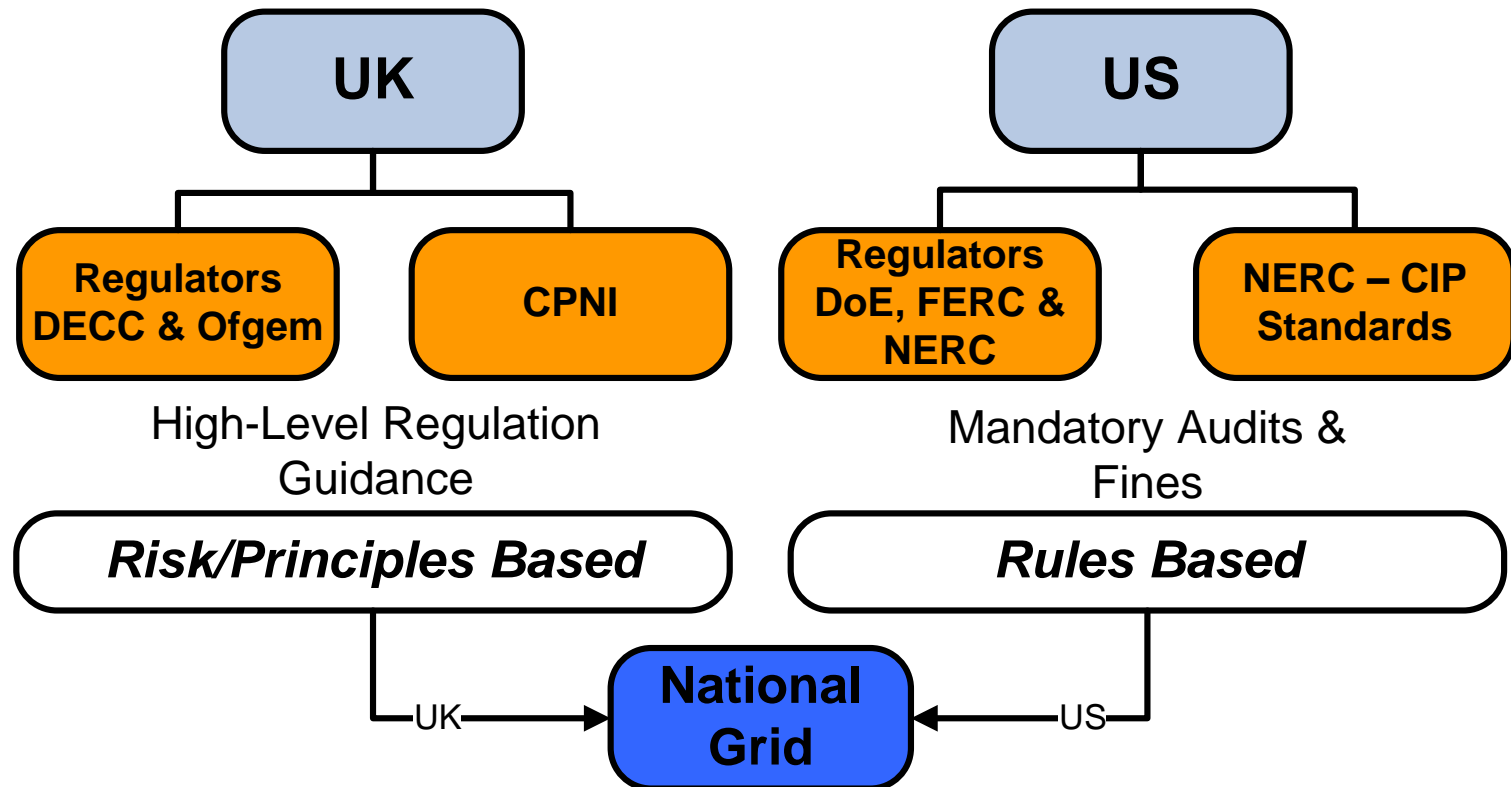 UK
US
Regulators
DECC & Ofgem
CPNI
Regulators
DoE, FERC &
NERC
NERC – CIP
Standards
High-Level Regulation
Guidance
Mandatory Audits &
Fines
Risk/Principles Based
Rules Based
National
Grid
UK
US